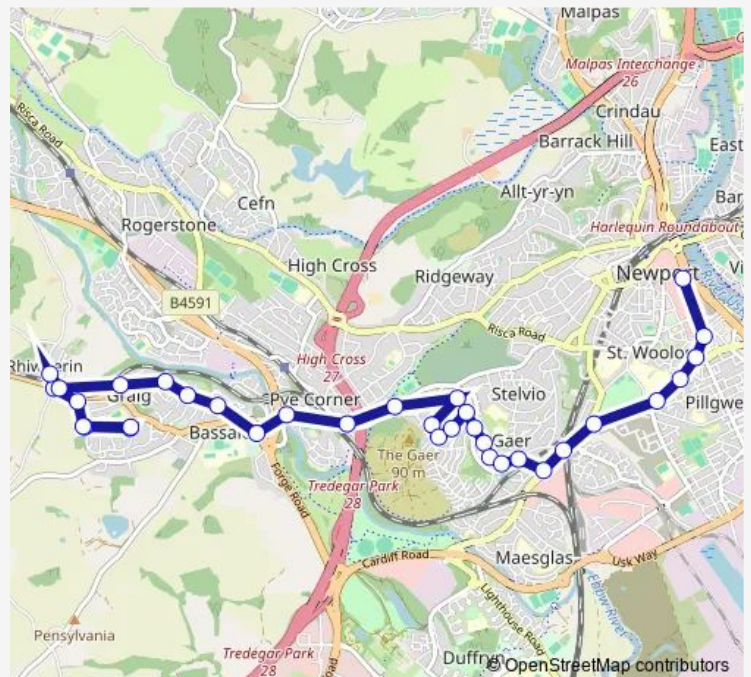 Malpas
Malpas Interchange
26
Crindau
Risca Road
Barrack Hill
East
Allt-yr-yn
Cefn
Rogerstone
Harlequin Roundabout
High Cross
Ridgeway
Newport
B4591
Risca Road
High Cross
27
St. Woolo
Graig
Pye Corner
Stelvio
Pillgwe
Bassal
Gaer
The Gaer
90 m
Forge Road
Tredegar Park
28
Cardiff Road
Maesglas
Usk Way
Ebbw River
Lighthouse Road
Pensylvania
Tredegar Park
28
Duffryn
© OpenStreetMap contributors